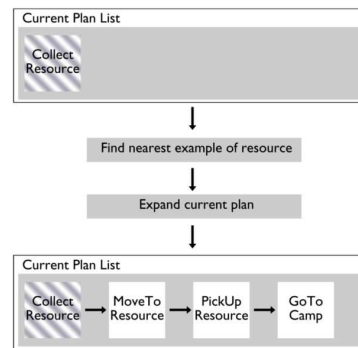 Current Plan List
Collect
Resource
Find nearest example of resource
Expand current plan
Current Plan List
Collect
Resource
MoveTo
Resource
PickUp
Resource
GoTo
Camp